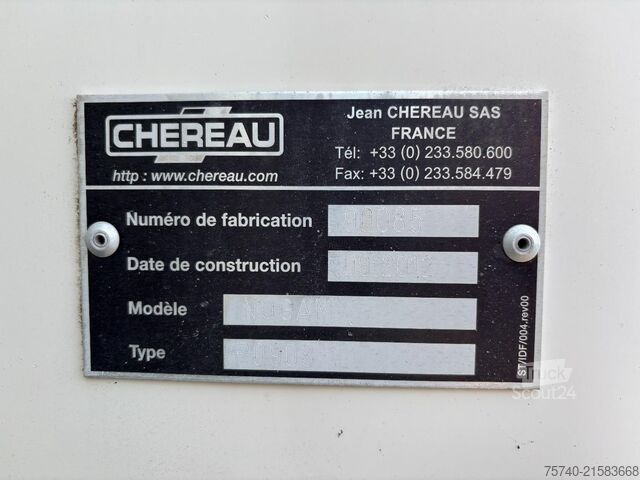 CHEREAU
http : www.chereau.com
Jean CHEREAU SAS
FRANCE
Tél: +33 (0) 233.580.600
Fax: +33 (0) 233.584.479
Numéro de fabrication
Date de construction
Modèle
Type
ST/IDF/004.rev00
Truck
Scout24
75740-21583668